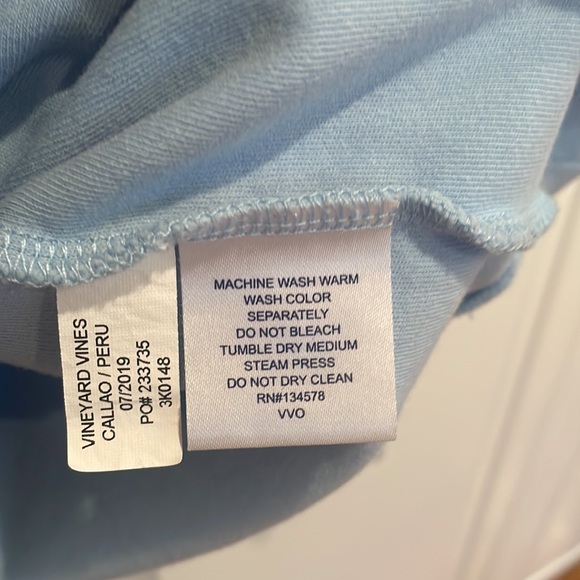 VINEYARD VINES
CALLAO / PERU
07/2019
PO# 233735
3K0148
MACHINE WASH WARM
WASH COLOR
SEPARATELY
DO NOT BLEACH
TUMBLE DRY MEDIUM
STEAM PRESS
DO NOT DRY CLEAN
RN#134578
VVO